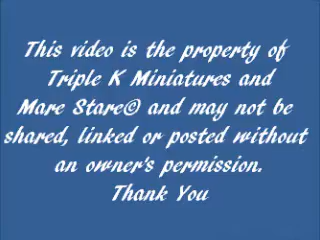 This video is the property of
Triple K Miniatures and
Mare Stare© and may not be
shared, linked or posted without
an owner's permission.
Thank You